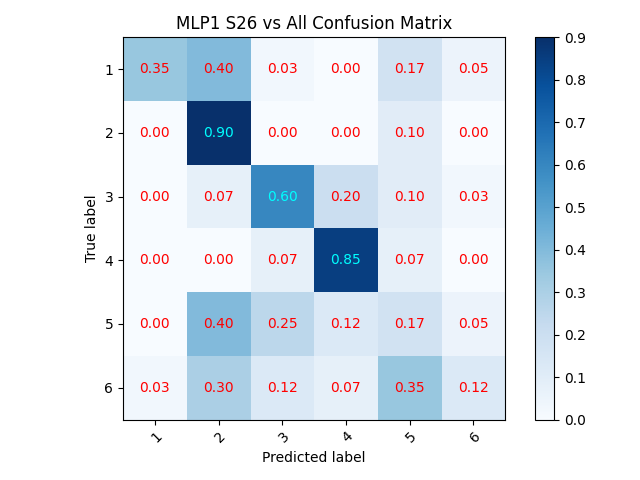 MLP1 S26 vs All Confusion Matrix
True label
1 0.35 0.40 0.03 0.00 0.17 0.05
2 0.00 0.90 0.00 0.00 0.10 0.00
3 0.00 0.07 0.60 0.20 0.10 0.03
4 0.00 0.00 0.07 0.85 0.07 0.00
5 0.00 0.40 0.25 0.12 0.17 0.05
6 0.03 0.30 0.12 0.07 0.35 0.12
1 2 3 4 5 6
Predicted label
0.9
0.8
0.7
0.6
0.5
0.4
0.3
0.2
0.1
0.0